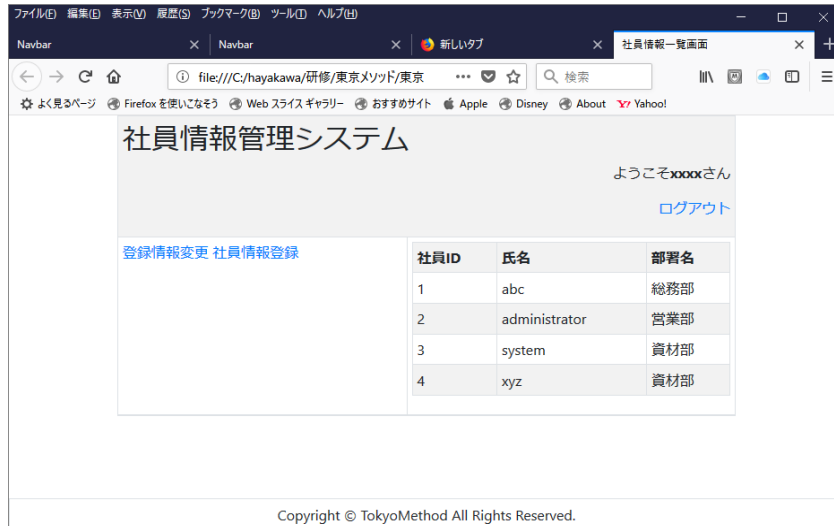 ファイル(F) 編集(E) 表示(V) 履歴(S) ブックマーク(B) ツール(T) ヘルプ(H)
Navbar Navbar 新しいタブ 社員情報一覧画面
file:///C:/hayakawa/研修/東京メソッド/東京 検索
よく見るページ Firefox を使いこなそう Web スライス ギャラリー おすすめサイト Apple Disney About Yahoo!
社員情報管理システム
ようこそxxxxさん
ログアウト
登録情報変更 社員情報登録
社員ID 氏名 部署名
1 abc 総務部
2 administrator 営業部
3 system 資材部
4 xyz 資材部
Copyright © TokyoMethod All Rights Reserved.